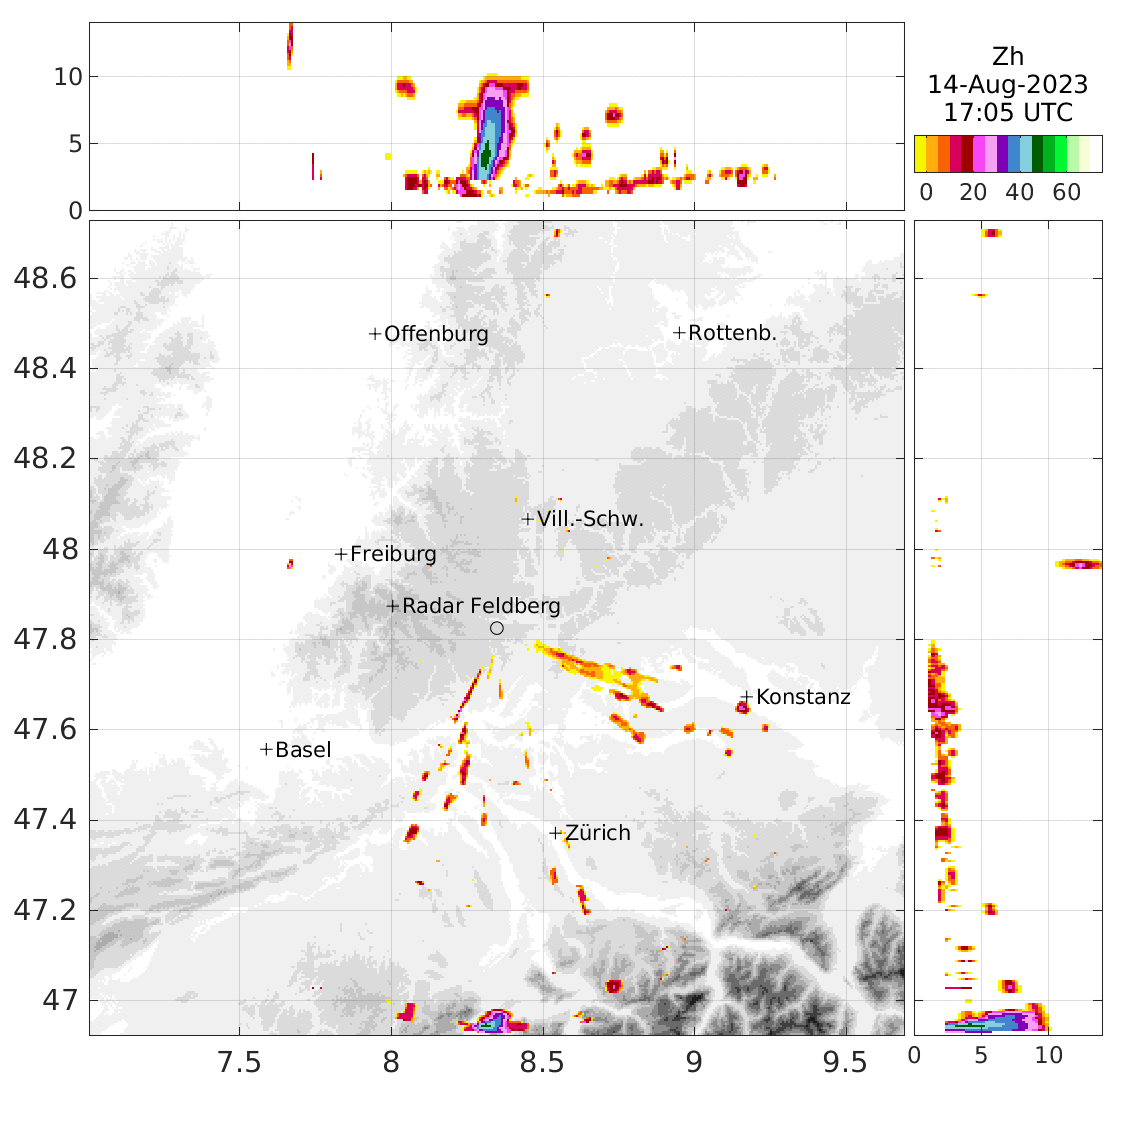 10
5
0
Zh
14-Aug-2023
17:05 UTC
0 20 40 60
48.6
48.4
48.2
48
47.8
47.6
47.4
47.2
47
+Offenburg
+Rottenb.
+Vill.-Schw.
+Freiburg
+Radar Feldberg
+Konstanz
+Basel
+Zürich
7.5 8 8.5 9 9.5
0 5 10